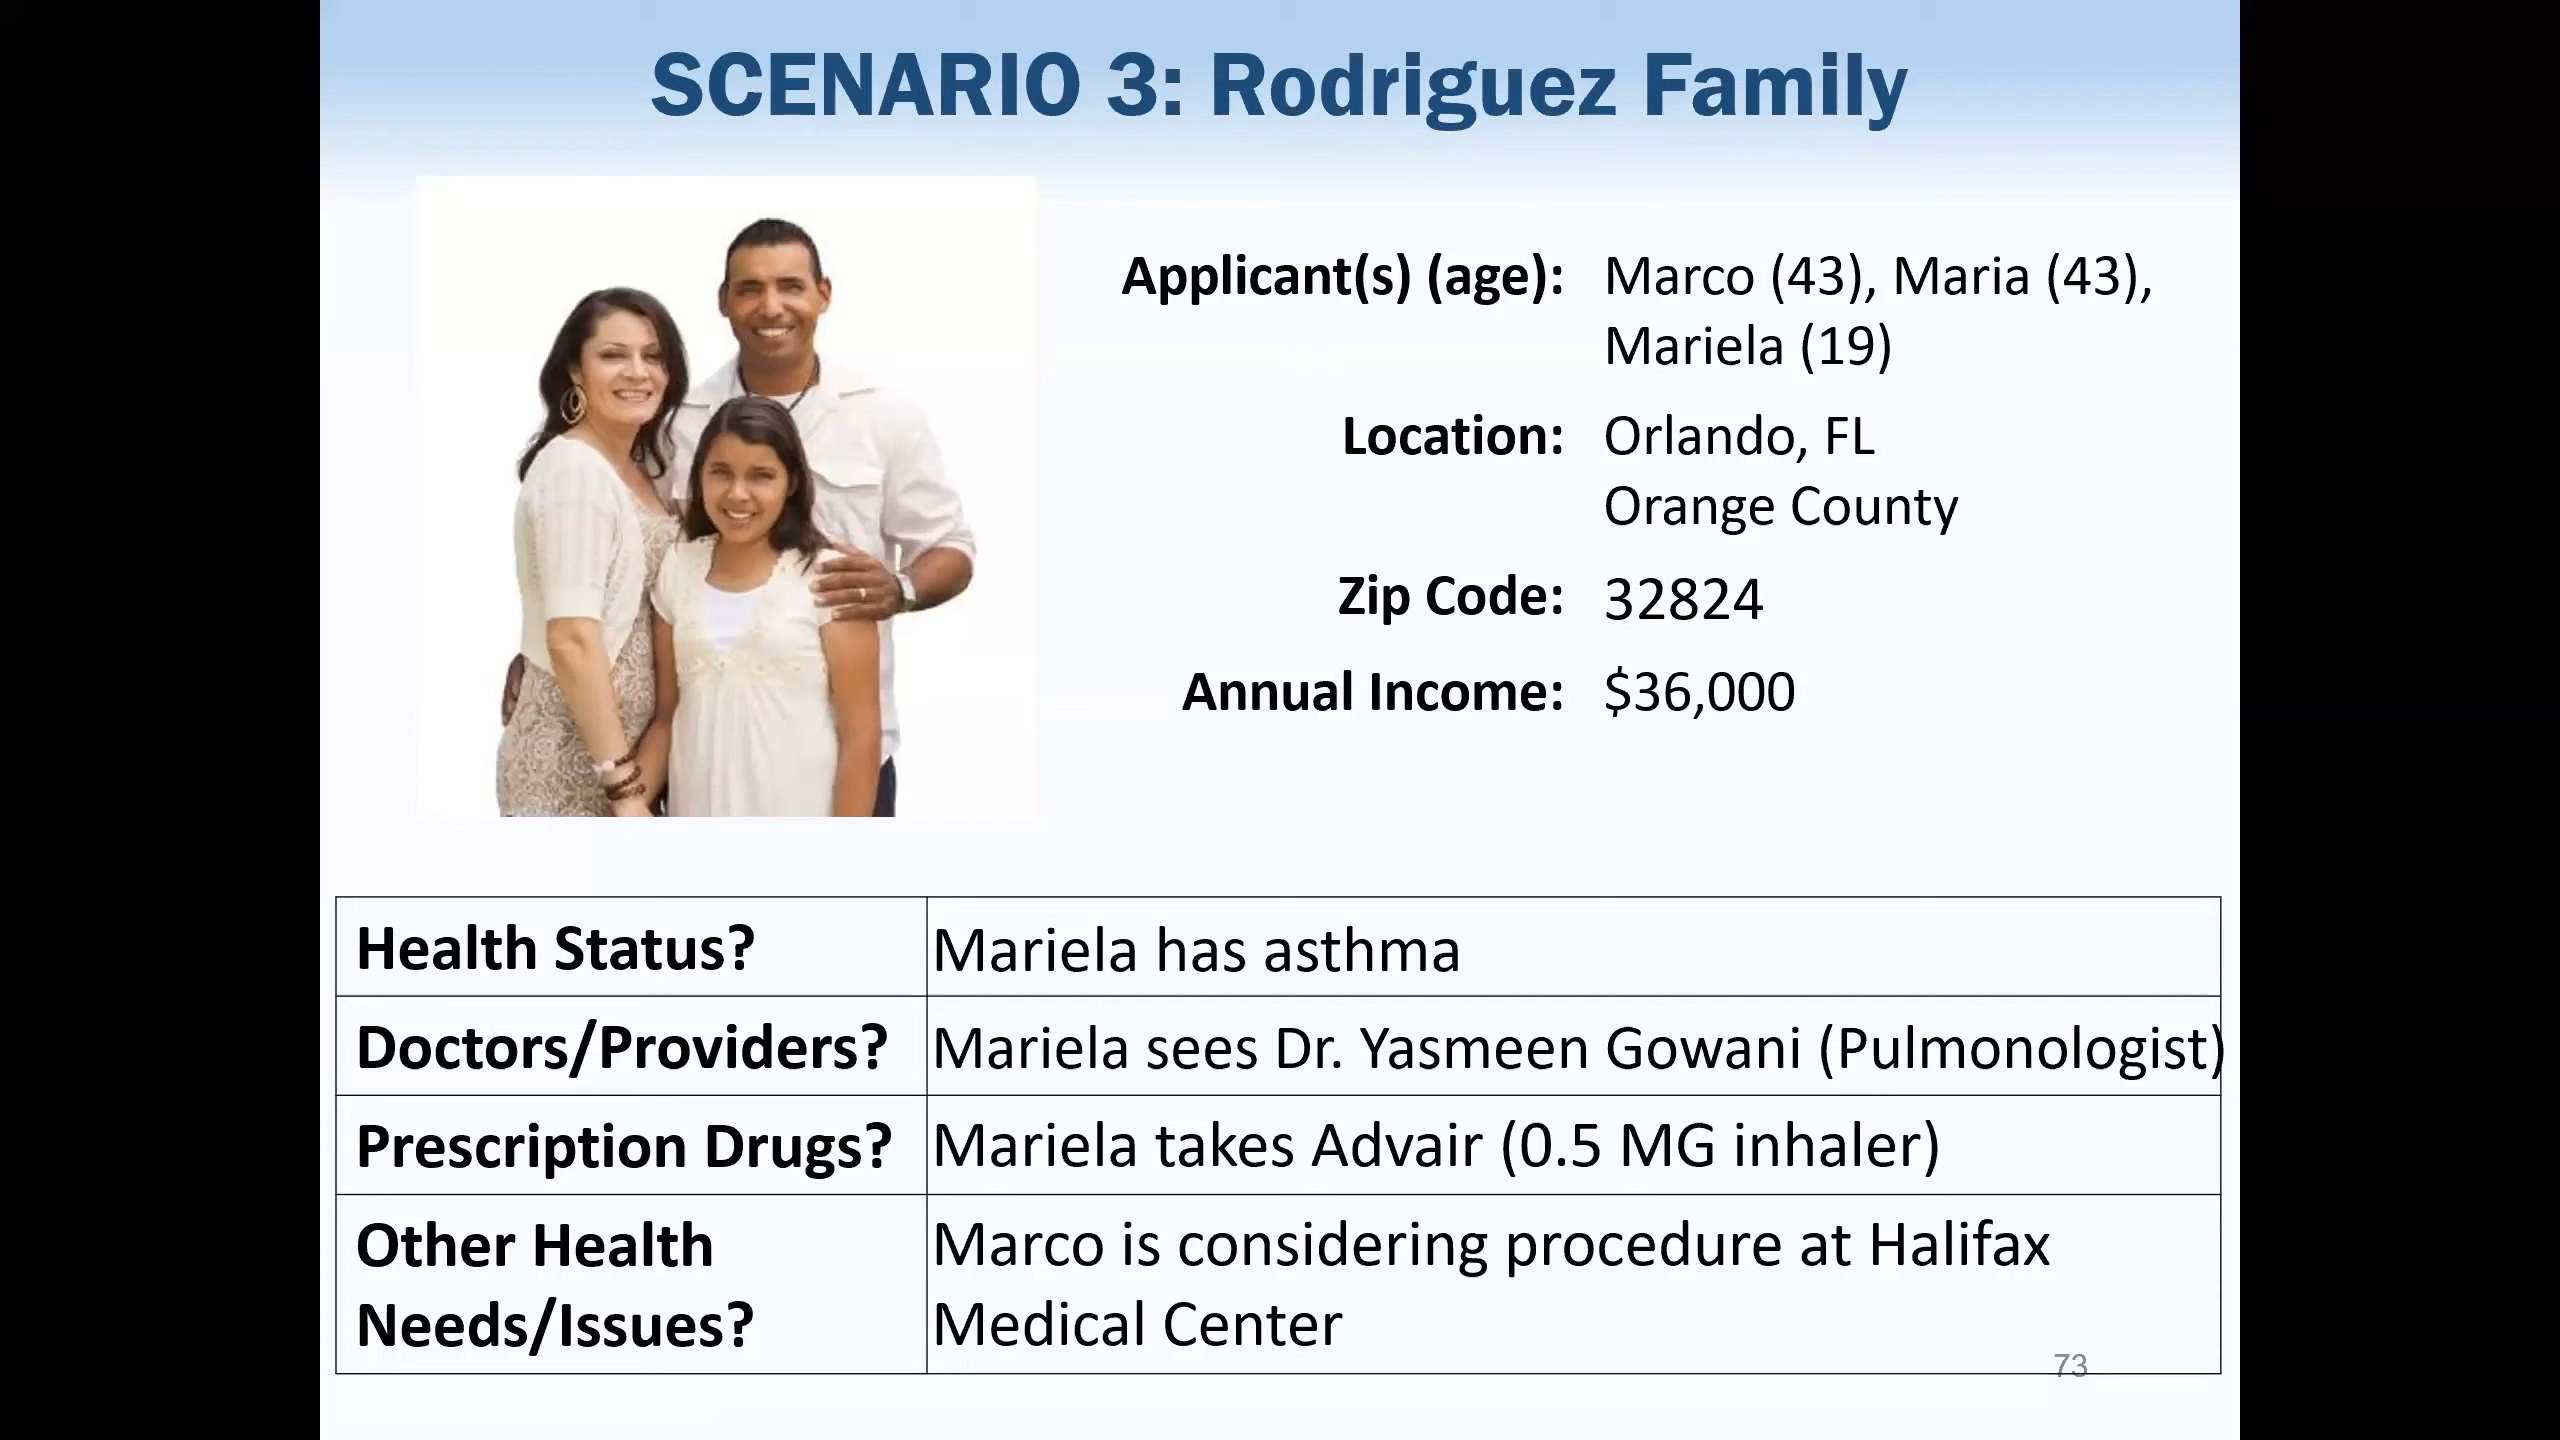 SCENARIO 3: Rodriguez Family
Applicant(s) (age): Marco (43), Maria (43),
Mariela (19)
Location: Orlando, FL
Orange County
Zip Code: 32824
Annual Income: $36,000
Health Status? Mariela has asthma
Doctors/Providers? Mariela sees Dr. Yasmeen Gowani (Pulmonologist)
Prescription Drugs? Mariela takes Advair (0.5 MG inhaler)
Other Health Marco is considering procedure at Halifax
Needs/Issues? Medical Center
73